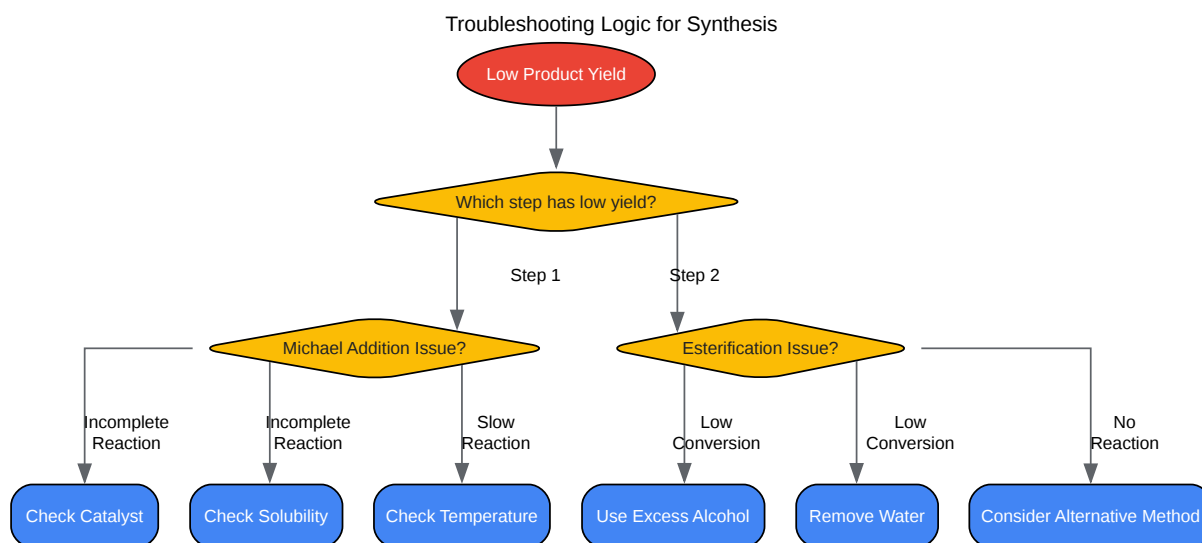 Troubleshooting Logic for Synthesis
Low Product Yield
Which step has low yield?
Step 1
Step 2
Michael Addition Issue?
Esterification Issue?
Incomplete
Reaction
Incomplete
Reaction
Slow
Reaction
Low
Conversion
Low
Conversion
No
Reaction
Check Catalyst
Check Solubility
Check Temperature
Use Excess Alcohol
Remove Water
Consider Alternative Method